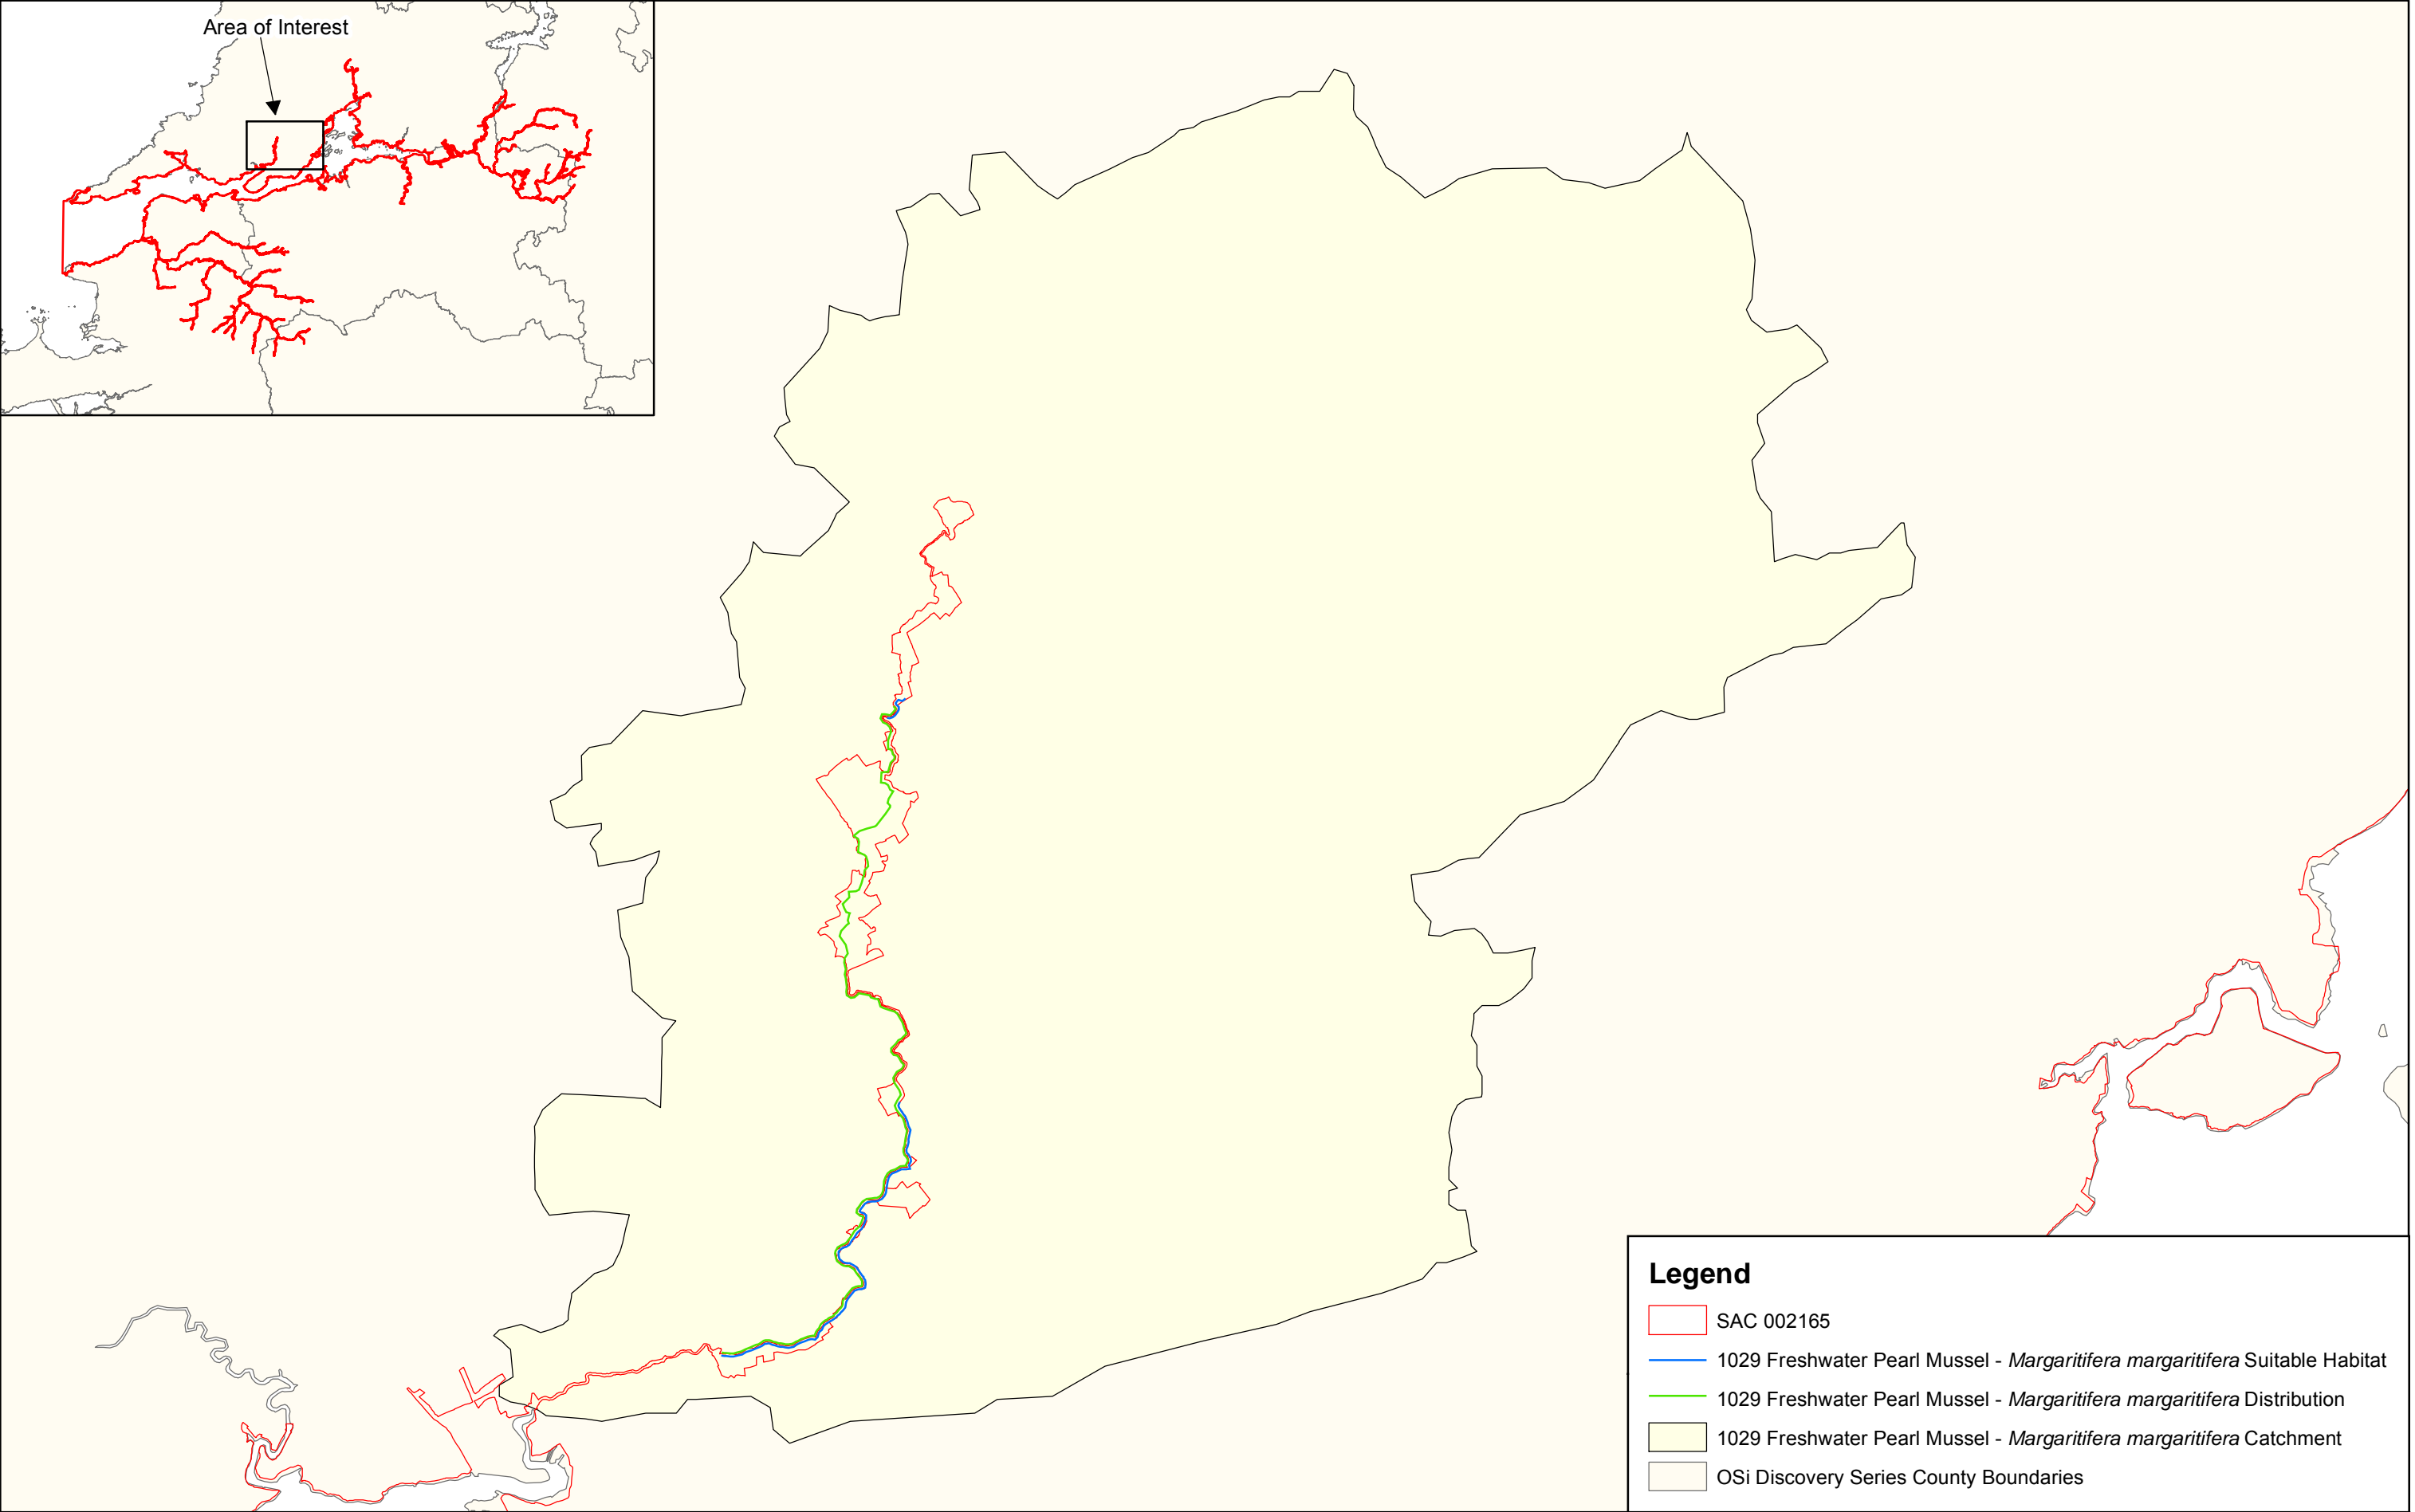 Area of Interest
Legend
SAC 002165
1029 Freshwater Pearl Mussel - Margaritifera margaritifera Suitable Habitat
1029 Freshwater Pearl Mussel - Margaritifera margaritifera Distribution
1029 Freshwater Pearl Mussel - Margaritifera margaritifera Catchment
OSi Discovery Series County Boundaries